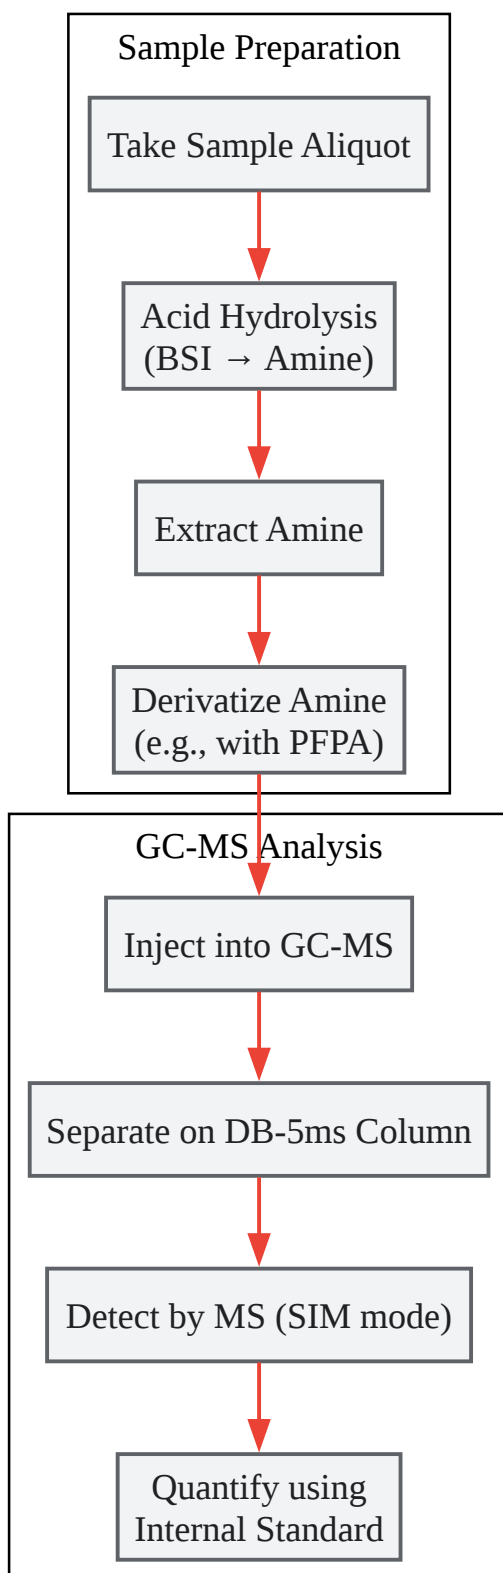 Sample Preparation
Take Sample Aliquot
Acid Hydrolysis
(BSI → Amine)
Extract Amine
Derivatize Amine
(e.g., with PFPA)
GC-MS Analysis
Inject into GC-MS
Separate on DB-5ms Column
Detect by MS (SIM mode)
Quantify using
Internal Standard